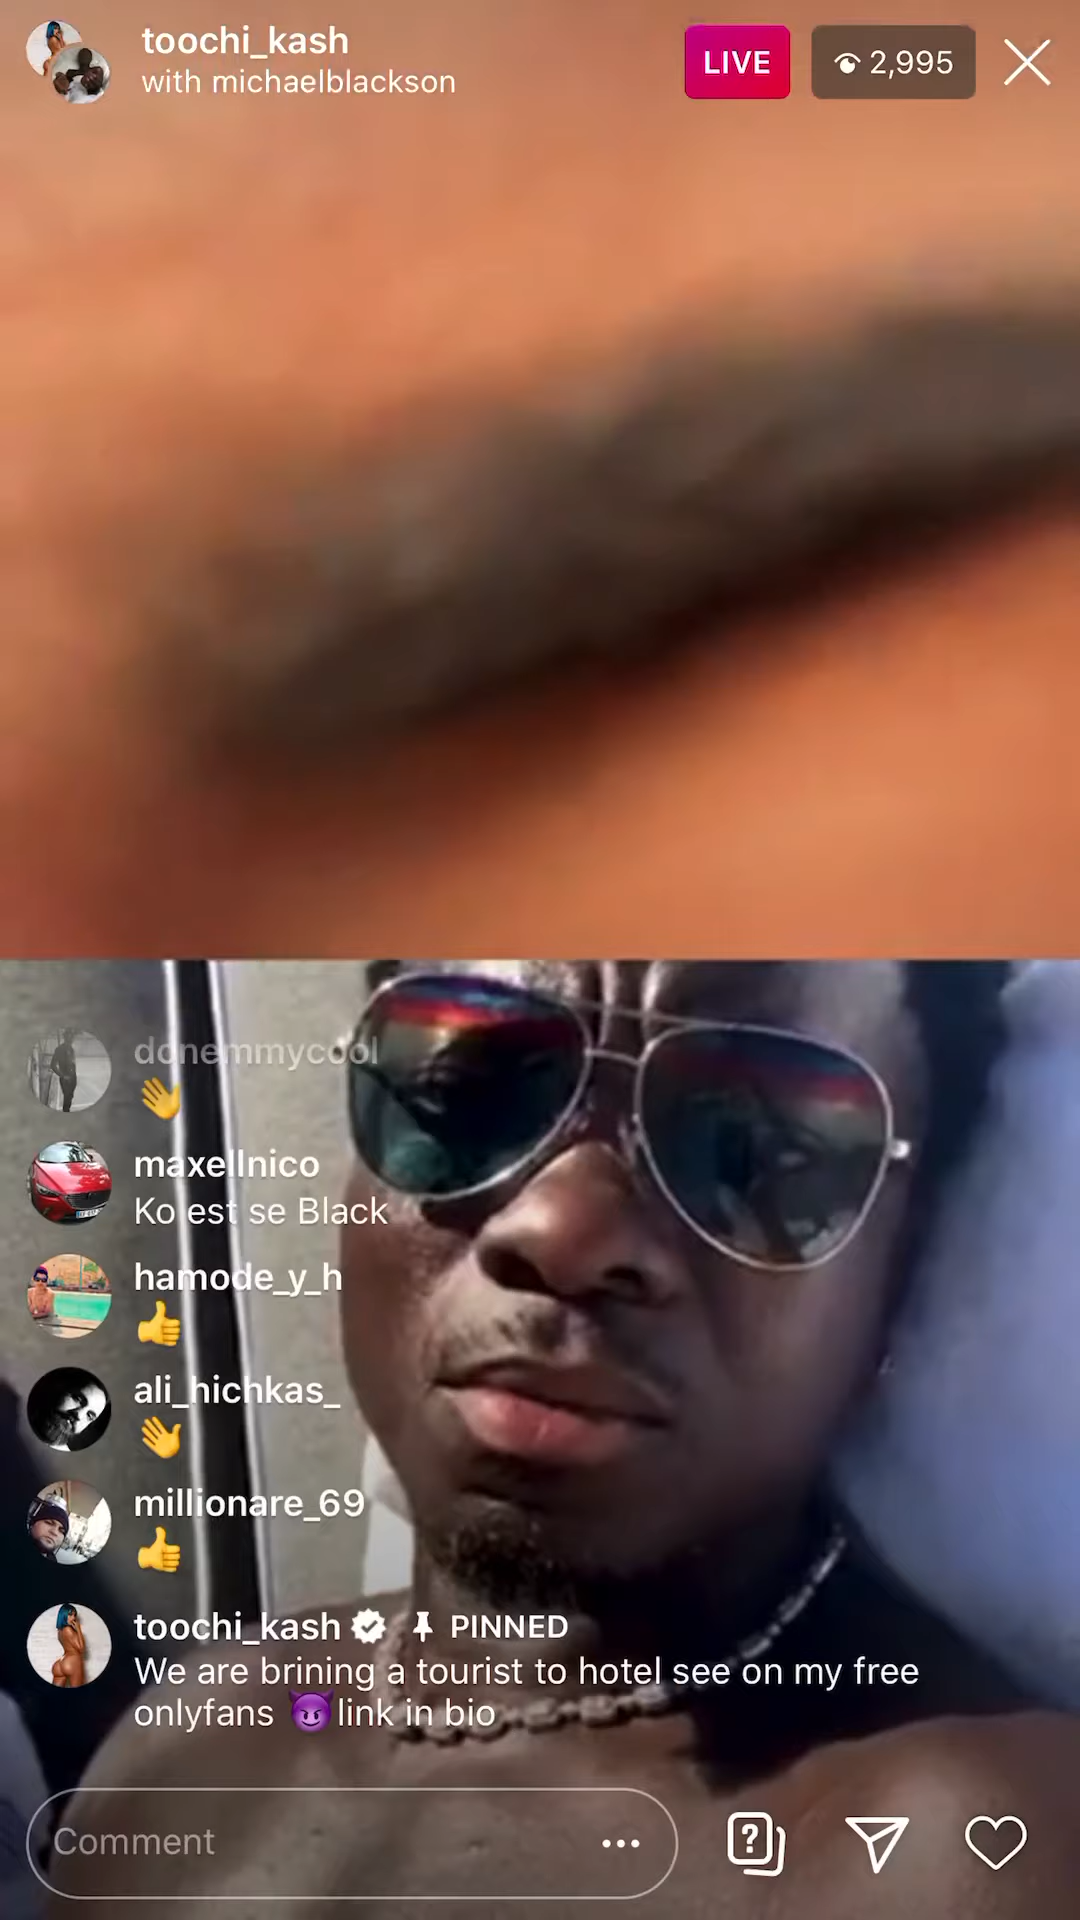 toochi_kash
with michaelblackson
LIVE
2,995
donemmycool
👋
maxellnico
Ko est se Black
hamode_y_h
👍
ali_hichkas_
👋
millionare_69
👍
toochi_kash PINNED
We are brining a tourist to hotel see on my free
onlyfans 😈link in bio
Comment